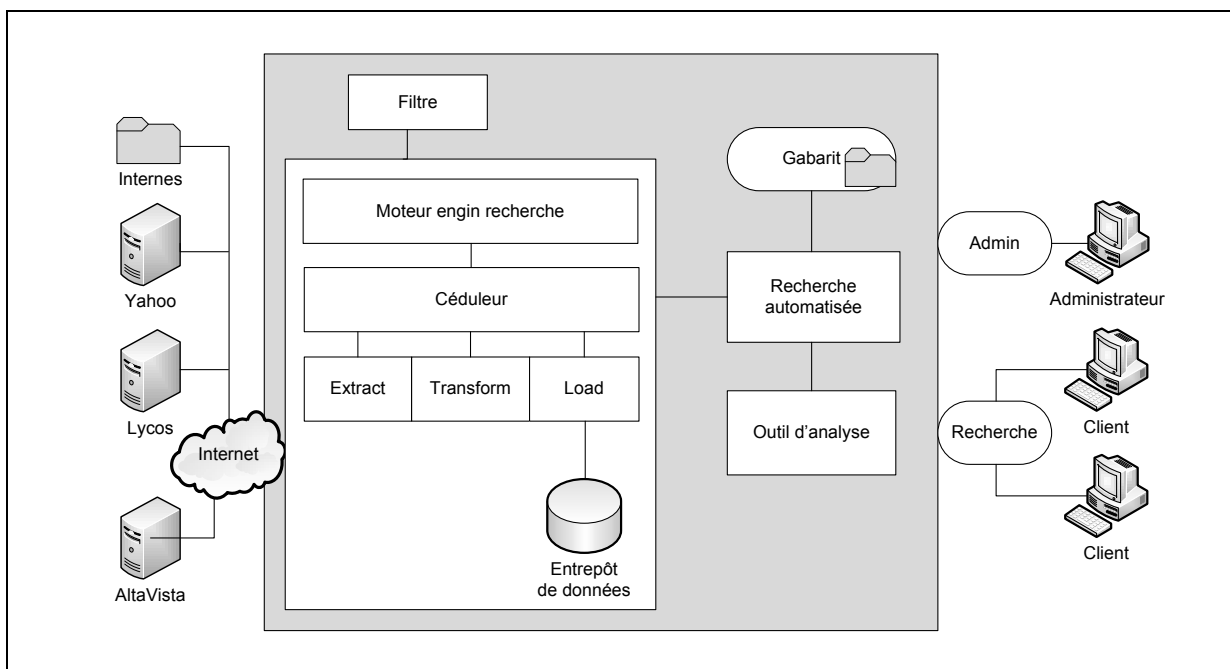 Filtre
Internes
Yahoo
Lycos
Internet
AltaVista
Moteur engin recherche
Céduleur
Extract
Transform
Load
Entrepôt
de données
Gabarit
Recherche
automatisée
Outil d’analyse
Admin
Administrateur
Recherche
Client
Client